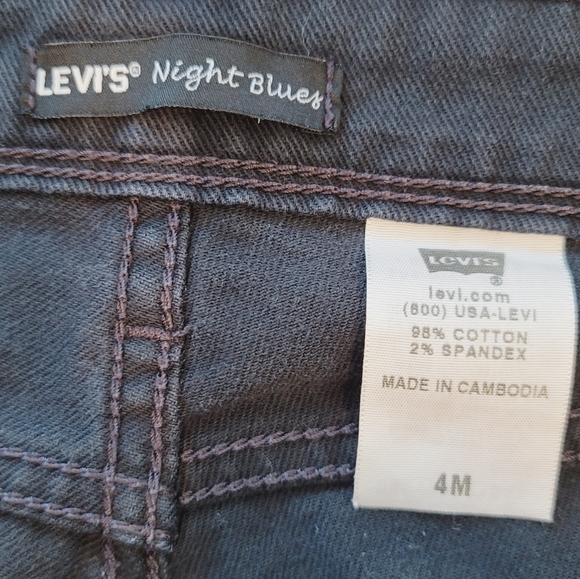 LEVI'S® Night Blues
Levi's
®
levi.com
(800) USA-LEVI
98% COTTON
2% SPANDEX
MADE IN CAMBODIA
4M